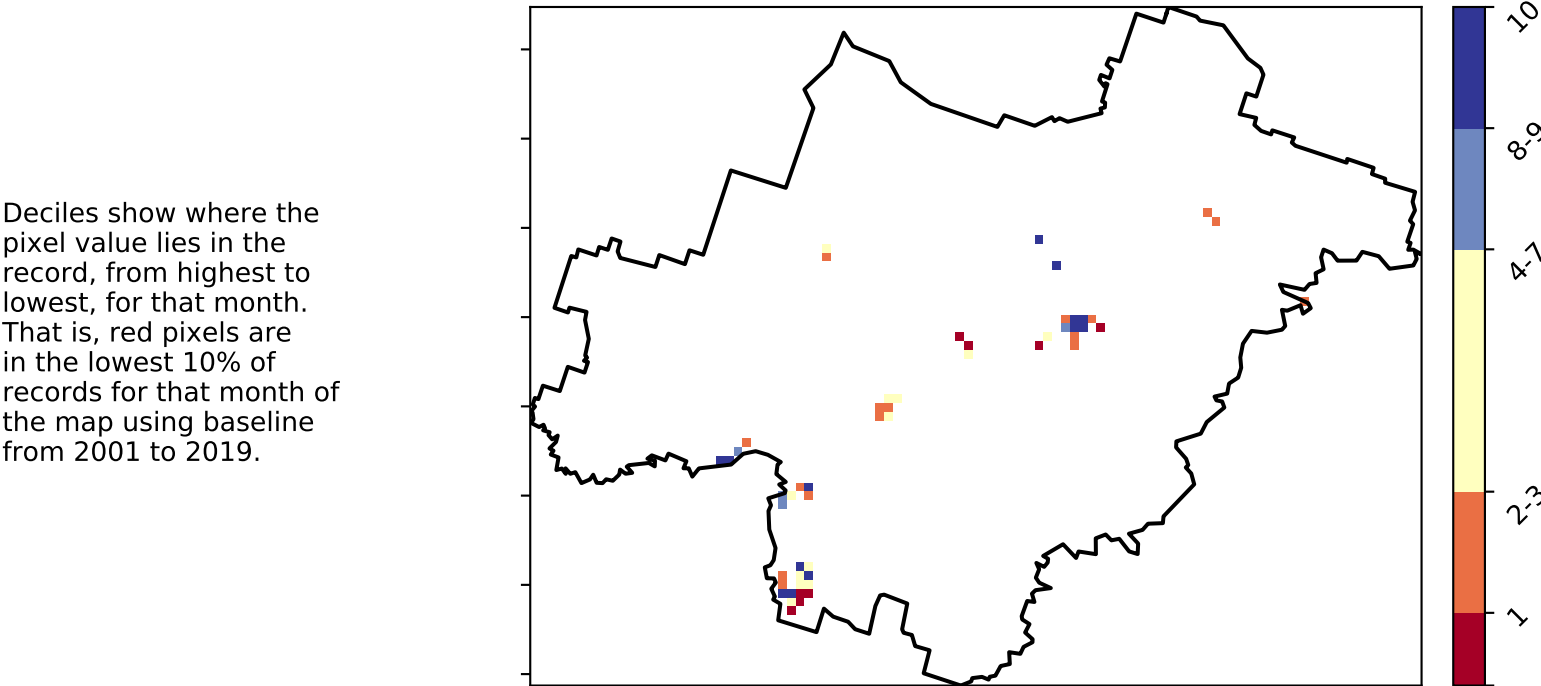 Deciles show where the
pixel value lies in the
record, from highest to
lowest, for that month.
That is, red pixels are
in the lowest 10% of
records for that month of
the map using baseline
from 2001 to 2019.
10
8-9
4-7
2-3
1